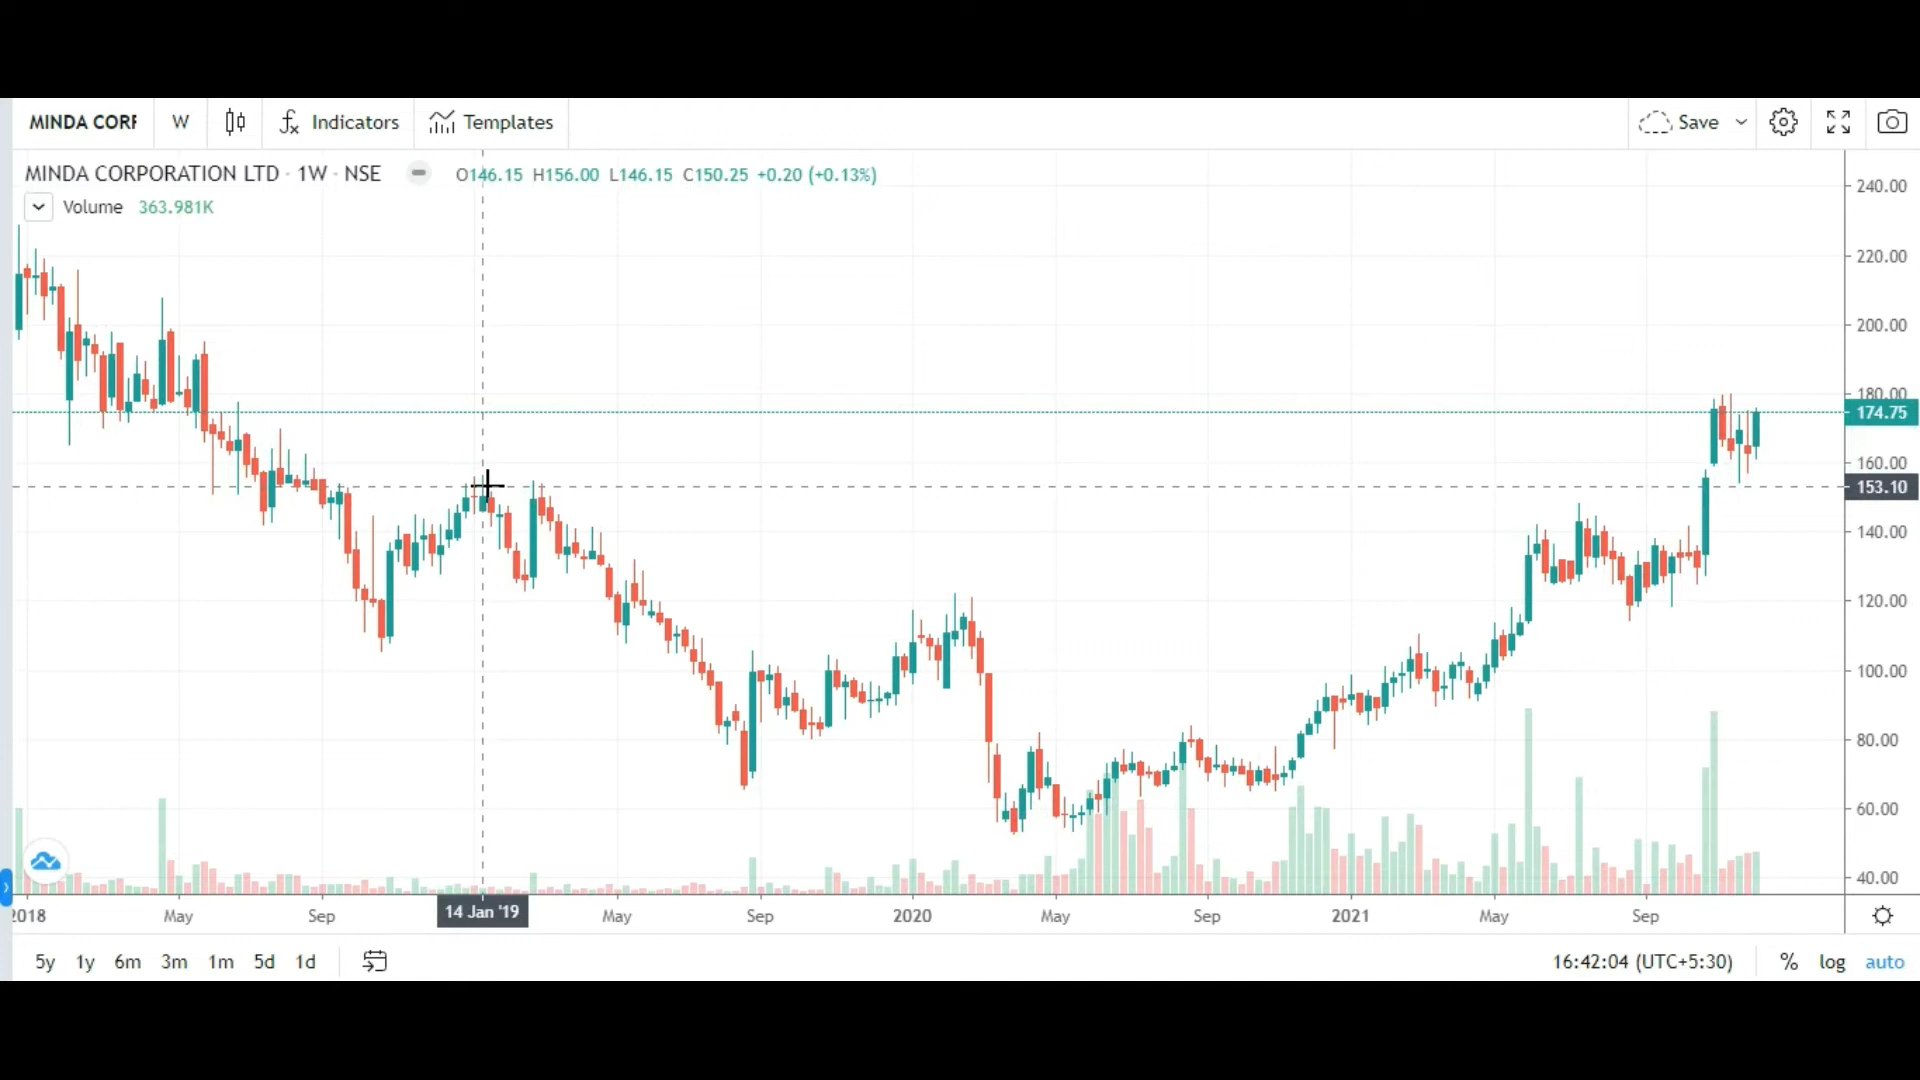 MINDA CORP W Indicators Templates Save
MINDA CORPORATION LTD · 1W · NSE O146.15 H156.00 L146.15 C150.25 +0.20 (+0.13%)
Volume 363.981K
240.00
220.00
200.00
180.00
174.75
160.00
153.10
140.00
120.00
100.00
80.00
60.00
40.00
2018 May Sep 14 Jan '19 May Sep 2020 May Sep 2021 May Sep
5y 1y 6m 3m 1m 5d 1d 16:42:04 (UTC+5:30) % log auto